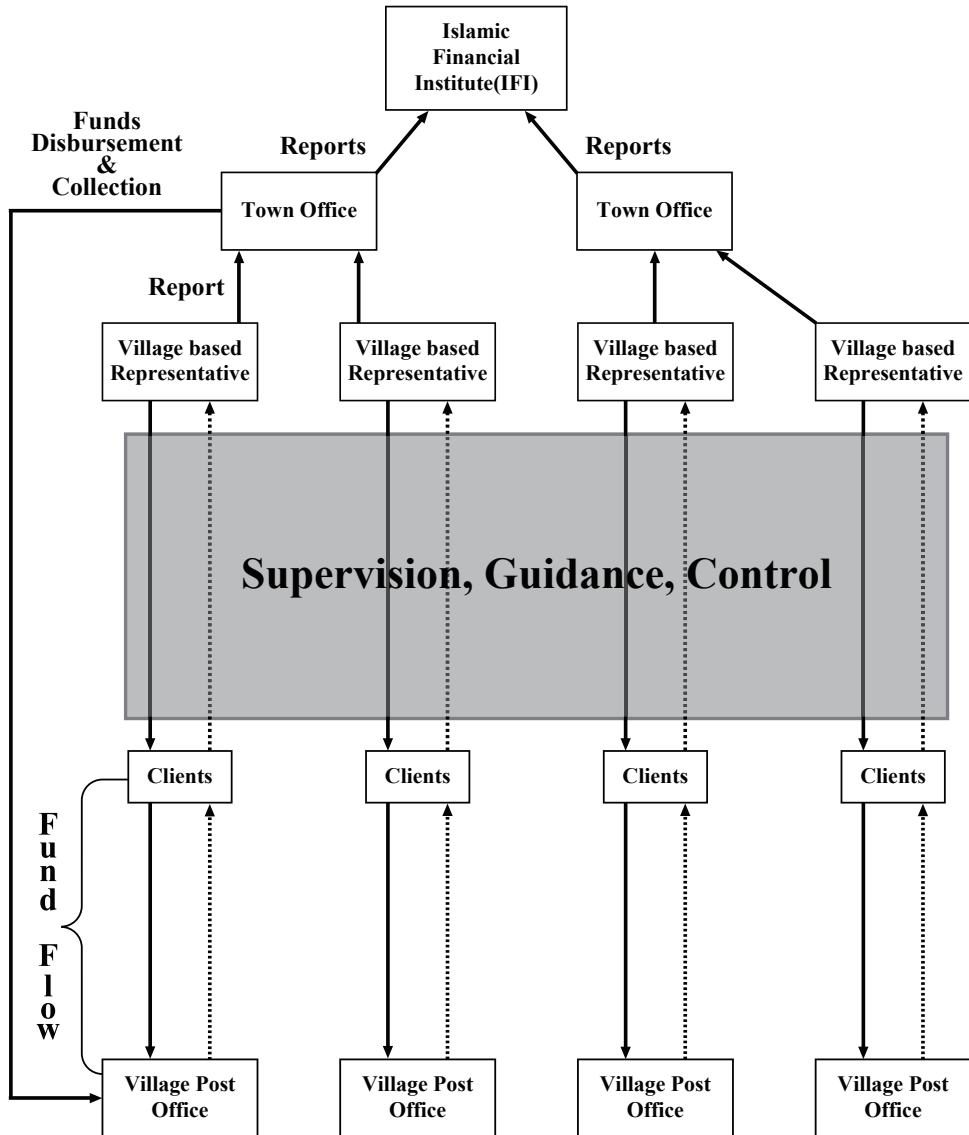 Islamic
Financial
Institute(IFI)
Funds
Disbursement
&
Collection
Reports
Reports
Town Office
Town Office
Report
Village based
Representative
Village based
Representative
Village based
Representative
Village based
Representative
Supervision, Guidance, Control
Clients
Clients
Clients
Clients
Fund
Flow
Village Post
Office
Village Post
Office
Village Post
Office
Village Post
Office